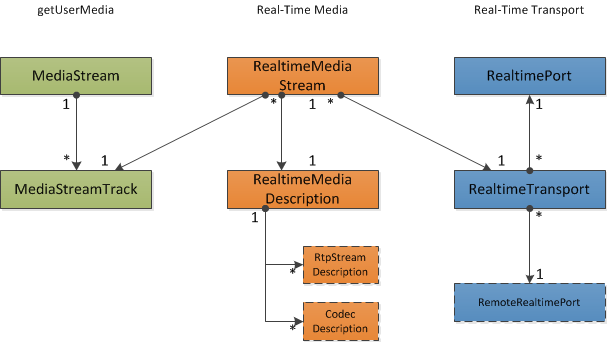 getUserMedia
Real-Time Media
Real-Time Transport
MediaStream
RealtimeMedia
Stream
RealtimePort
1
*
1
*
1
*
1
1
1
*
MediaStreamTrack
RealtimeMedia
Description
RealtimeTransport
1
*
*
RtpStream
Description
1
RemoteRealtimePort
*
Codec
Description